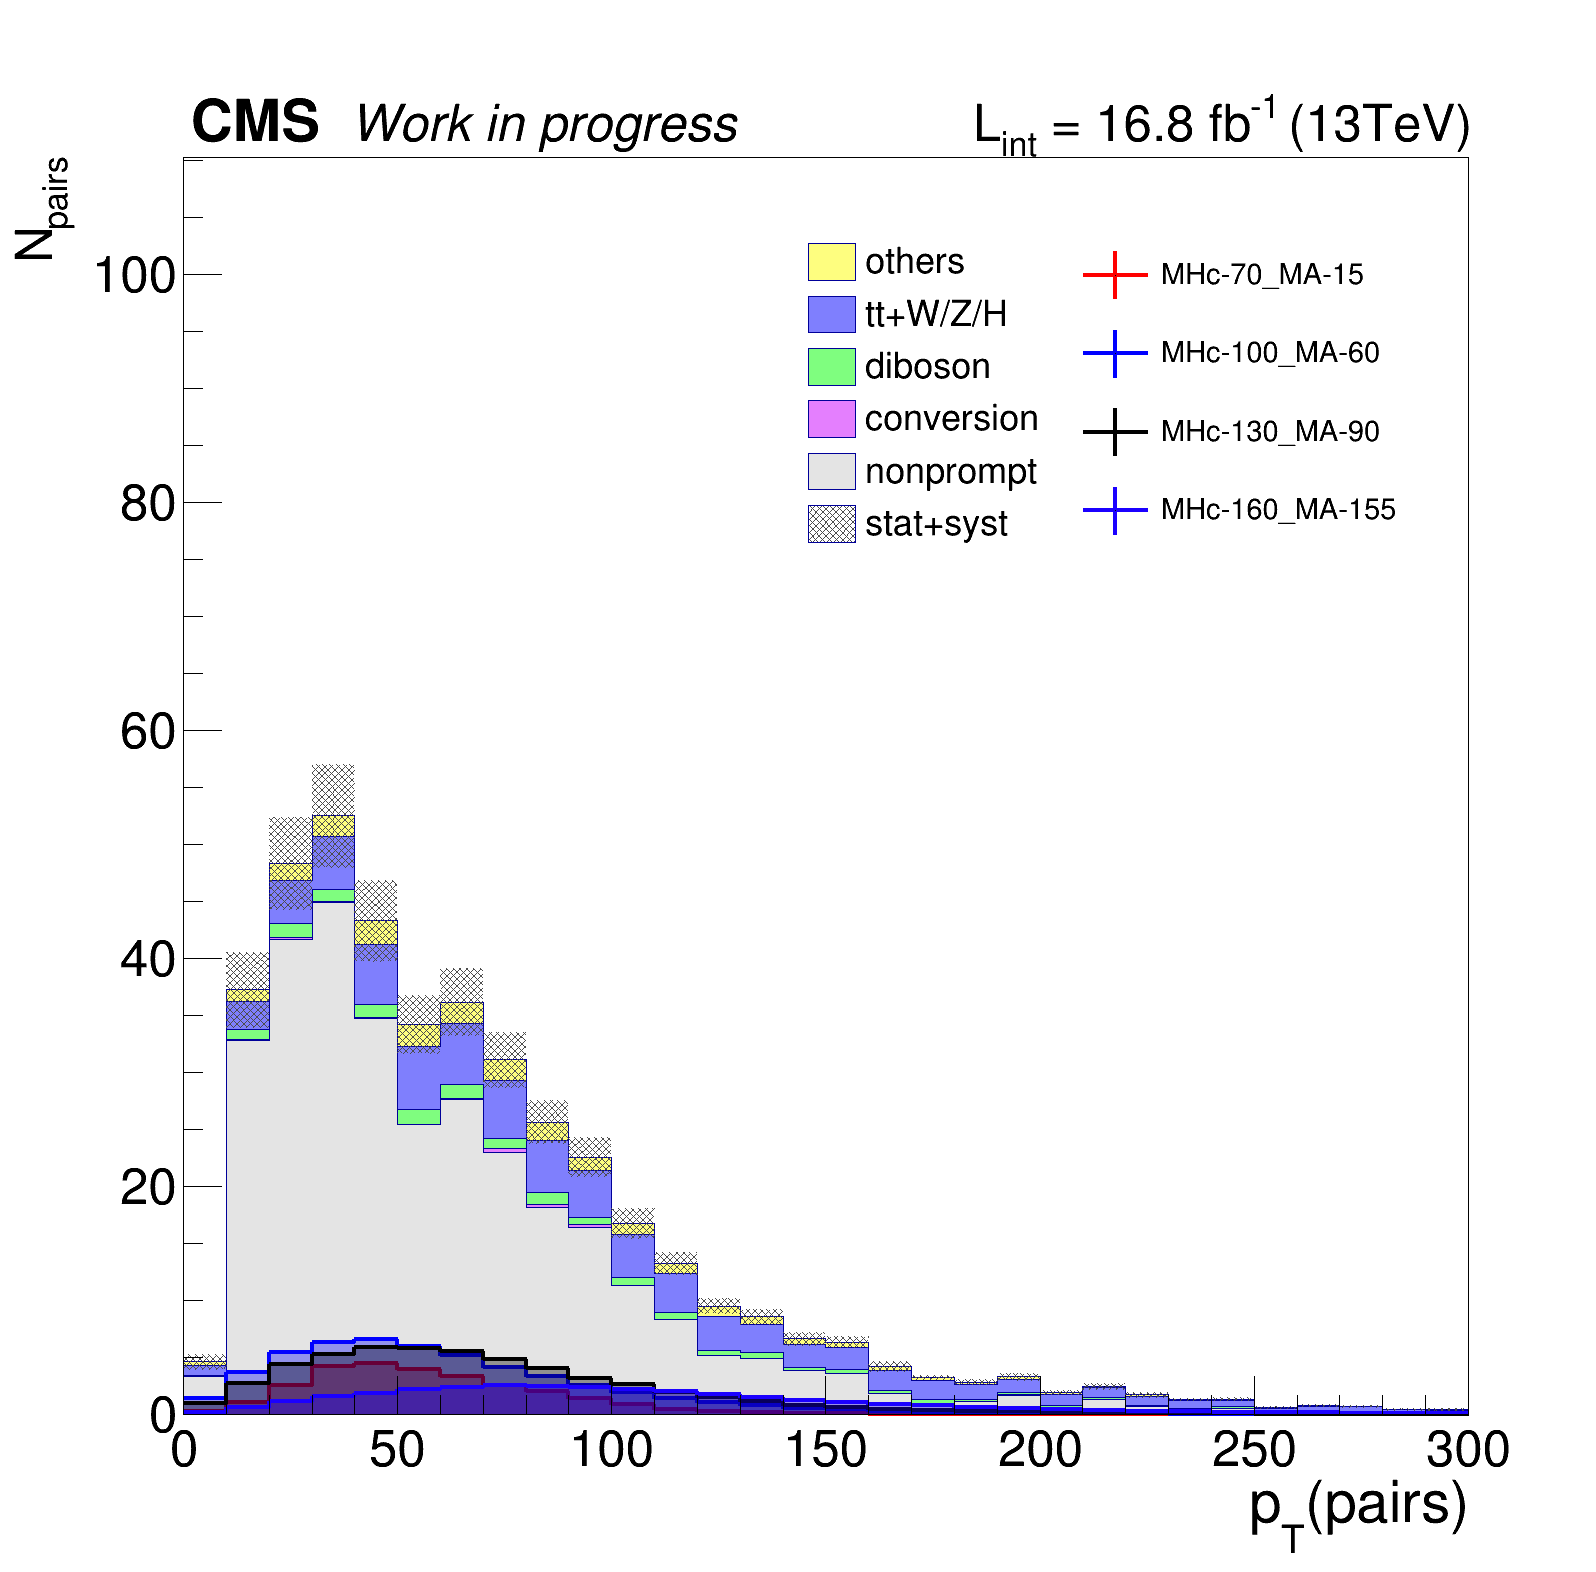 CMS Work in progress
L_int = 16.8 fb^-1 (13TeV)
N_pairs
100
80
60
40
20
0
others
tt+W/Z/H
diboson
conversion
nonprompt
stat+syst
MHc-70_MA-15
MHc-100_MA-60
MHc-130_MA-90
MHc-160_MA-155
0 50 100 150 200 250 300
p_T(pairs)